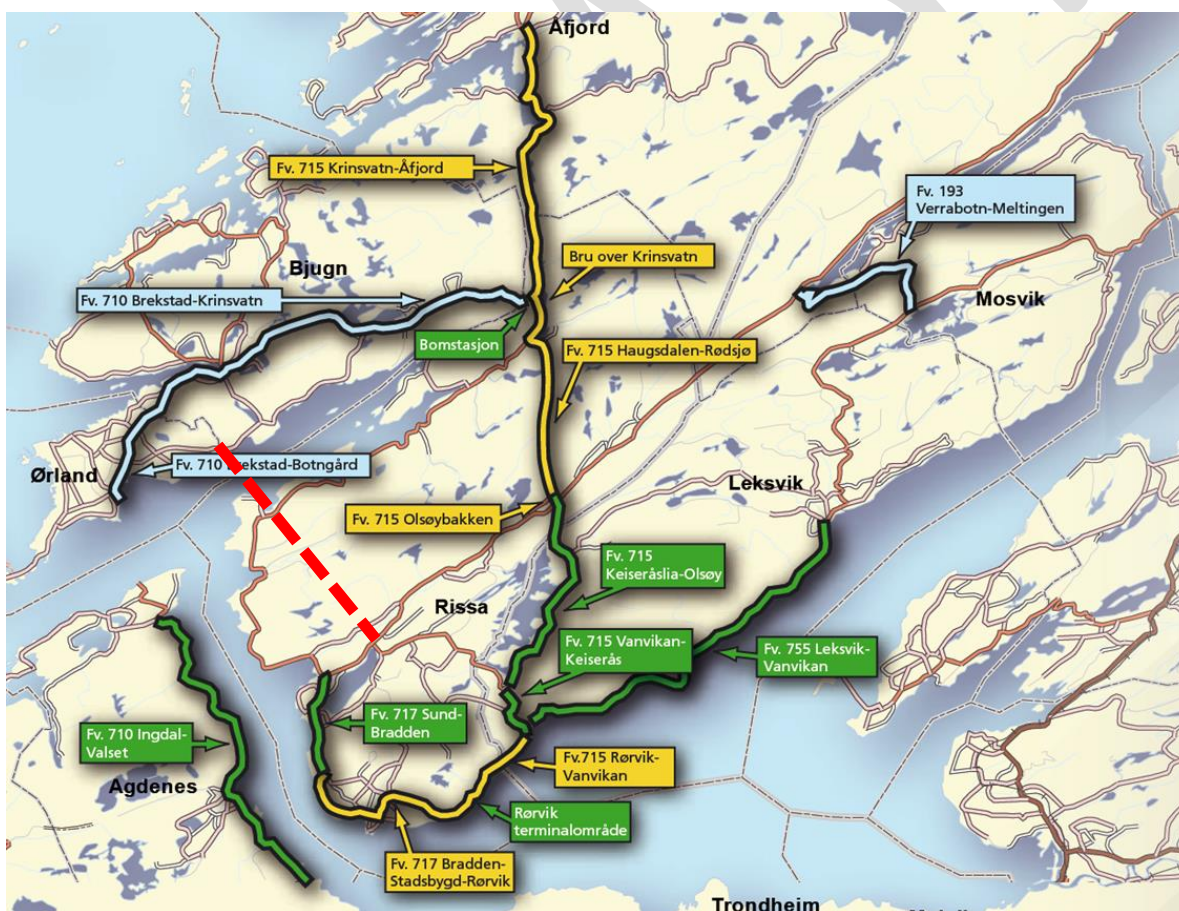 Åfjord
Fv. 715 Krinsvatn-Åfjord
Fv. 193
Verrabotn-Meltingen
Bru over Krinsvatn
Bjugn
Fv. 710 Brekstad-Krinsvatn
Mosvik
Bomstasjon
Fv. 715 Haugsdalen-Rødsjø
Ørland
Fv. 710 Brekstad-Botngård
Leksvik
Fv. 715 Olsøybakken
Fv. 715
Keiseråslia-Olsøy
Rissa
Fv. 715 Vanvikan-
Keiserås
Fv. 755 Leksvik-
Vanvikan
Fv. 717 Sund-
Bradden
Fv. 710 Ingdal-
Valset
Agdenes
Fv.715 Rørvik-
Vanvikan
Rørvik
terminalområde
Fv. 717 Bradden-
Stadsbygd-Rørvik
Trondheim